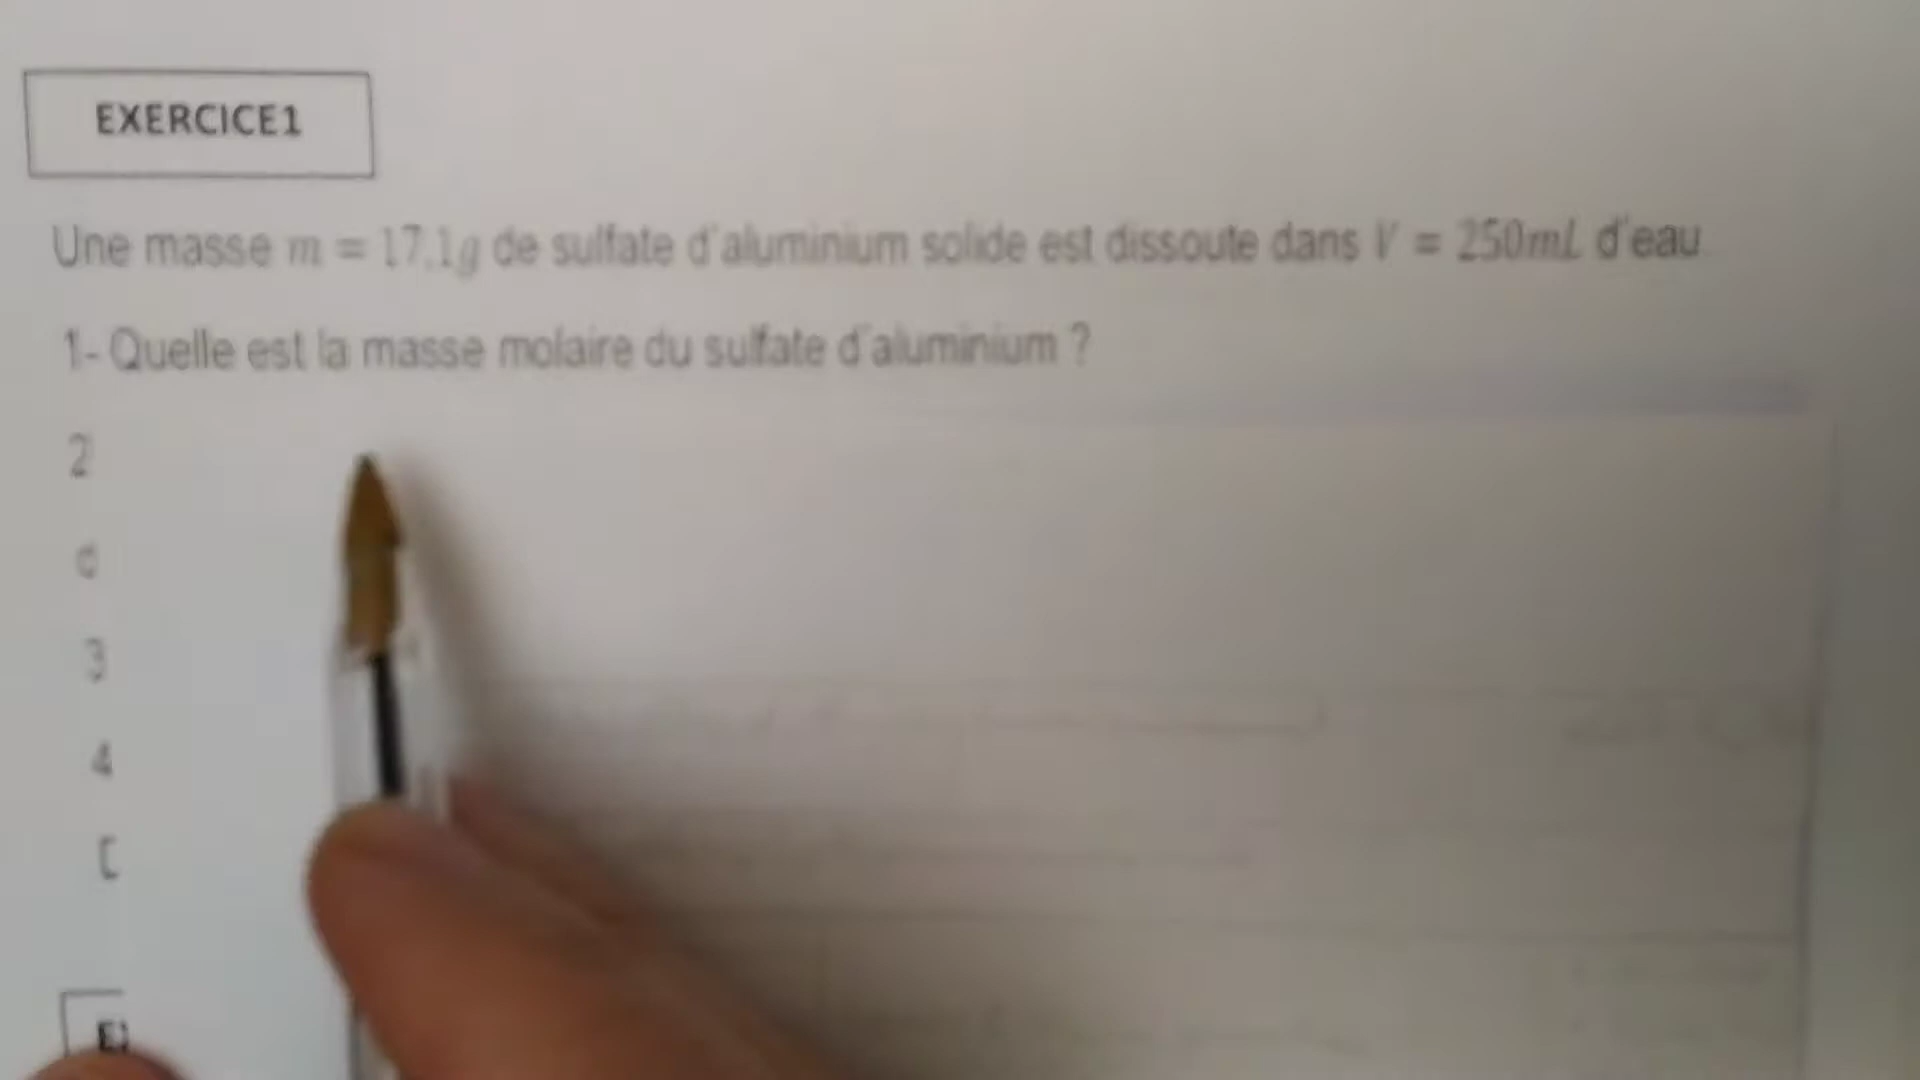 EXERCICE1
Une masse m = 17,1g de sulfate d'aluminium solide est dissoute dans V = 250mL d'eau
1- Quelle est la masse molaire du sulfate d'aluminium ?
2
d
3
4